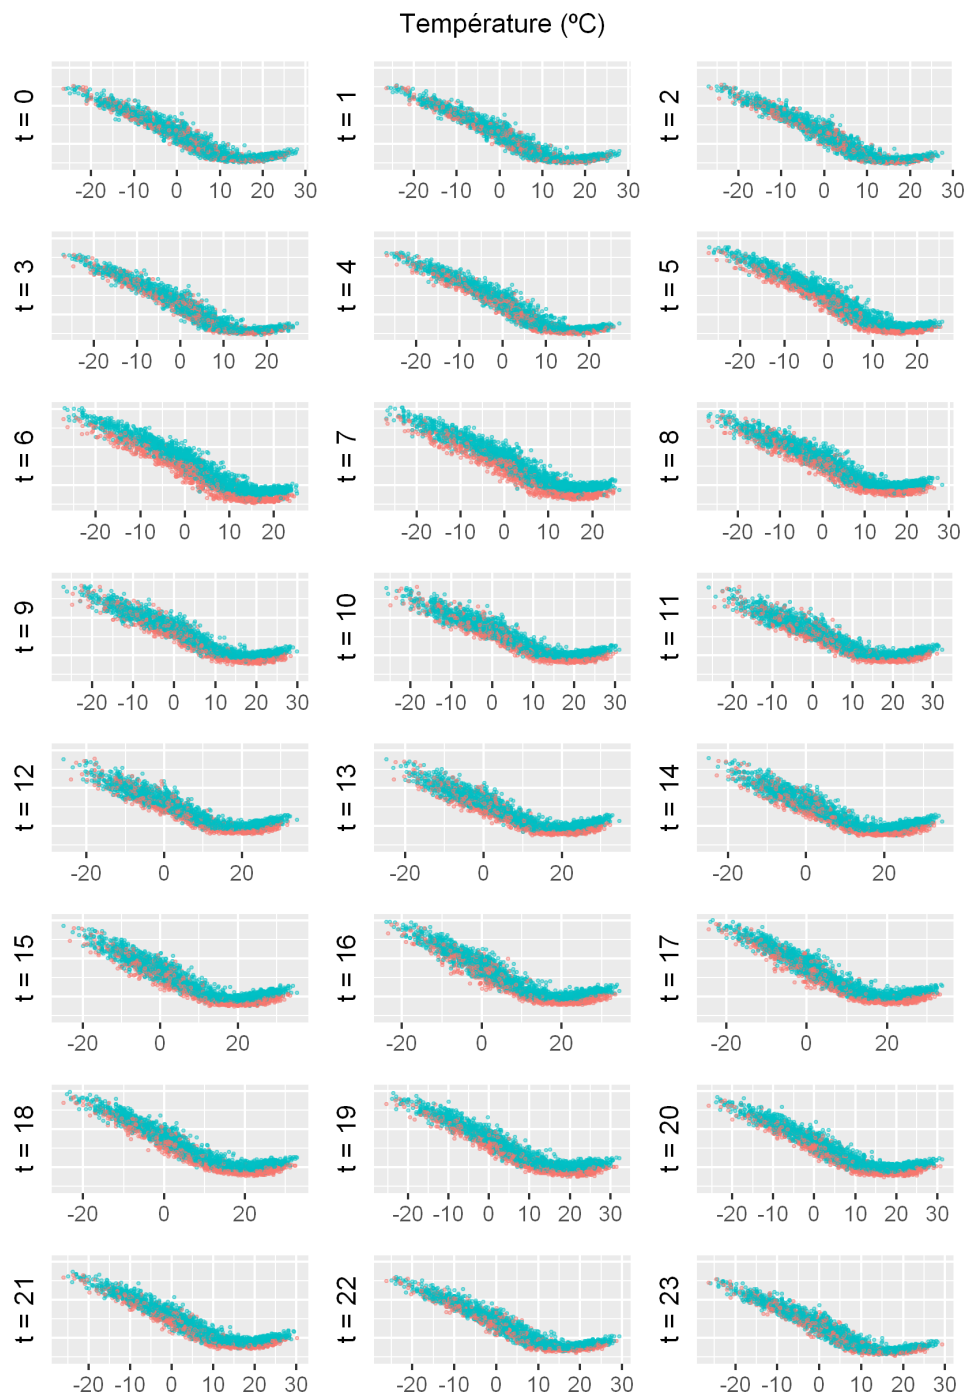 Température (ºC)
t = 0
t = 1
t = 2
-20 -10 0 10 20 30
-20 -10 0 10 20 30
-20 -10 0 10 20 30
t = 3
t = 4
t = 5
-20 -10 0 10 20
-20 -10 0 10 20
-20 -10 0 10 20
t = 6
t = 7
t = 8
-20 -10 0 10 20
-20 -10 0 10 20
-20 -10 0 10 20 30
t = 9
t = 10
t = 11
-20 -10 0 10 20 30
-20 -10 0 10 20 30
-20 -10 0 10 20 30
t = 12
t = 13
t = 14
-20 0 20
-20 0 20
-20 0 20
t = 15
t = 16
t = 17
-20 0 20
-20 0 20
-20 0 20
t = 18
t = 19
t = 20
-20 0 20
-20 -10 0 10 20 30
-20 -10 0 10 20 30
t = 21
t = 22
t = 23
-20 -10 0 10 20 30
-20 -10 0 10 20 30
-20 -10 0 10 20 30